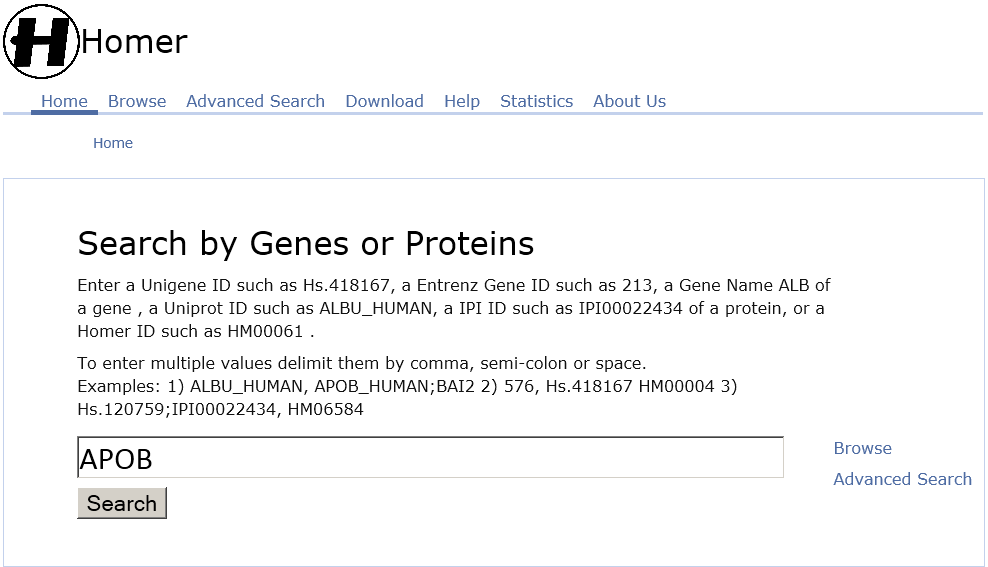 H Homer
Home Browse Advanced Search Download Help Statistics About Us
Home
Search by Genes or Proteins
Enter a Unigene ID such as Hs.418167, a Entrenz Gene ID such as 213, a Gene Name ALB of
a gene , a Uniprot ID such as ALBU_HUMAN, a IPI ID such as IPI00022434 of a protein, or a
Homer ID such as HM00061 .
To enter multiple values delimit them by comma, semi-colon or space.
Examples: 1) ALBU_HUMAN, APOB_HUMAN;BAI2 2) 576, Hs.418167 HM00004 3)
Hs.120759;IPI00022434, HM06584
APOB
Browse
Advanced Search
Search